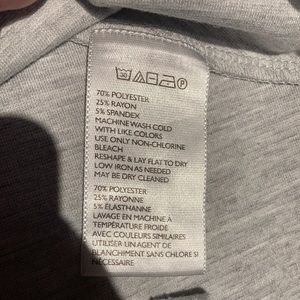 30 P
70% POLYESTER
25% RAYON
5% SPANDEX
MACHINE WASH COLD
WITH LIKE COLORS
USE ONLY NON-CHLORINE
BLEACH
RESHAPE & LAY FLAT TO DRY
LOW IRON AS NEEDED
MAY BE DRY CLEANED
70% POLYESTER
25% RAYONNE
5% ÉLASTHANNE
LAVAGE EN MACHINE À
TEMPÉRATURE FROIDE
AVEC COULEURS SIMILAIRES
UTILISER UN AGENT DE
BLANCHIMENT SANS CHLORE SI
NÉCESSAIRE